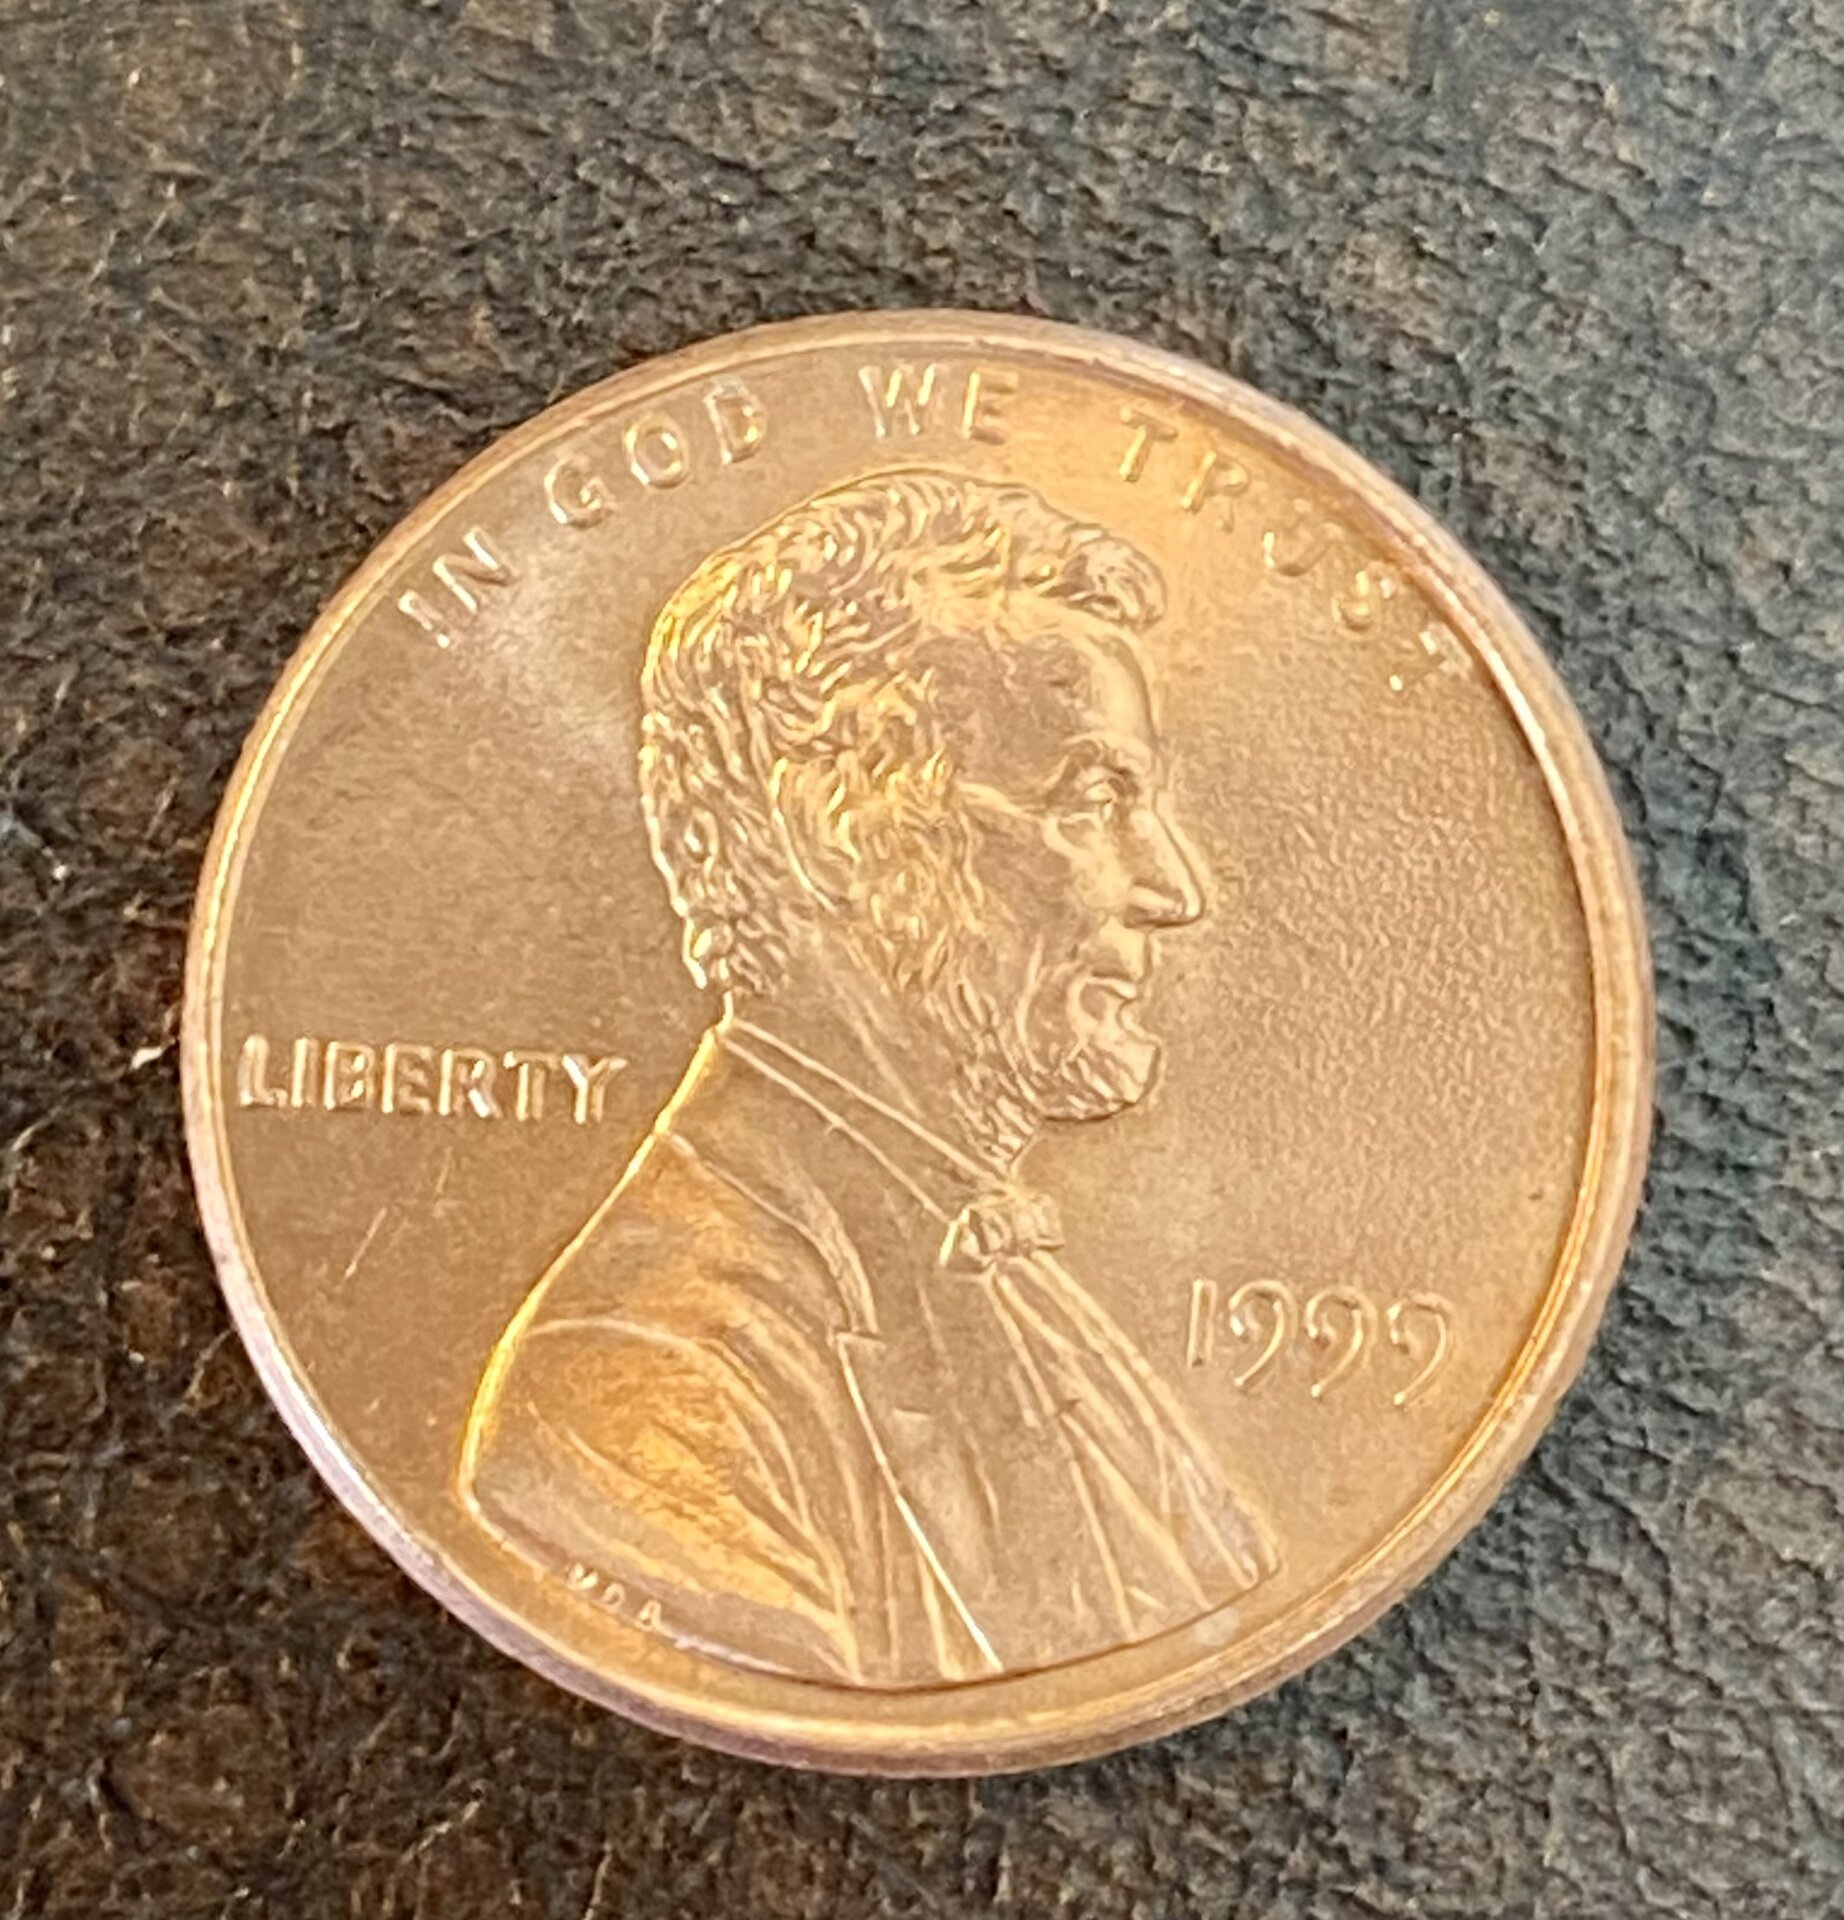 IN GOD WE TRUST
LIBERTY
1999
VDB